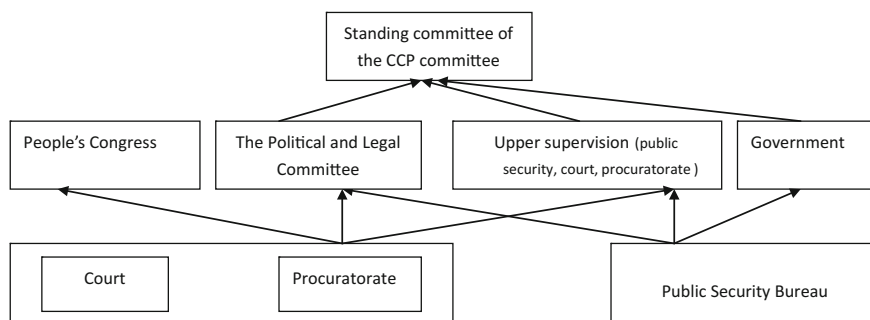 Standing committee of
the CCP committee
People’s Congress
The Political and Legal
Committee
Upper supervision (public
security, court, procuratorate )
Government
Court
Procuratorate
Public Security Bureau